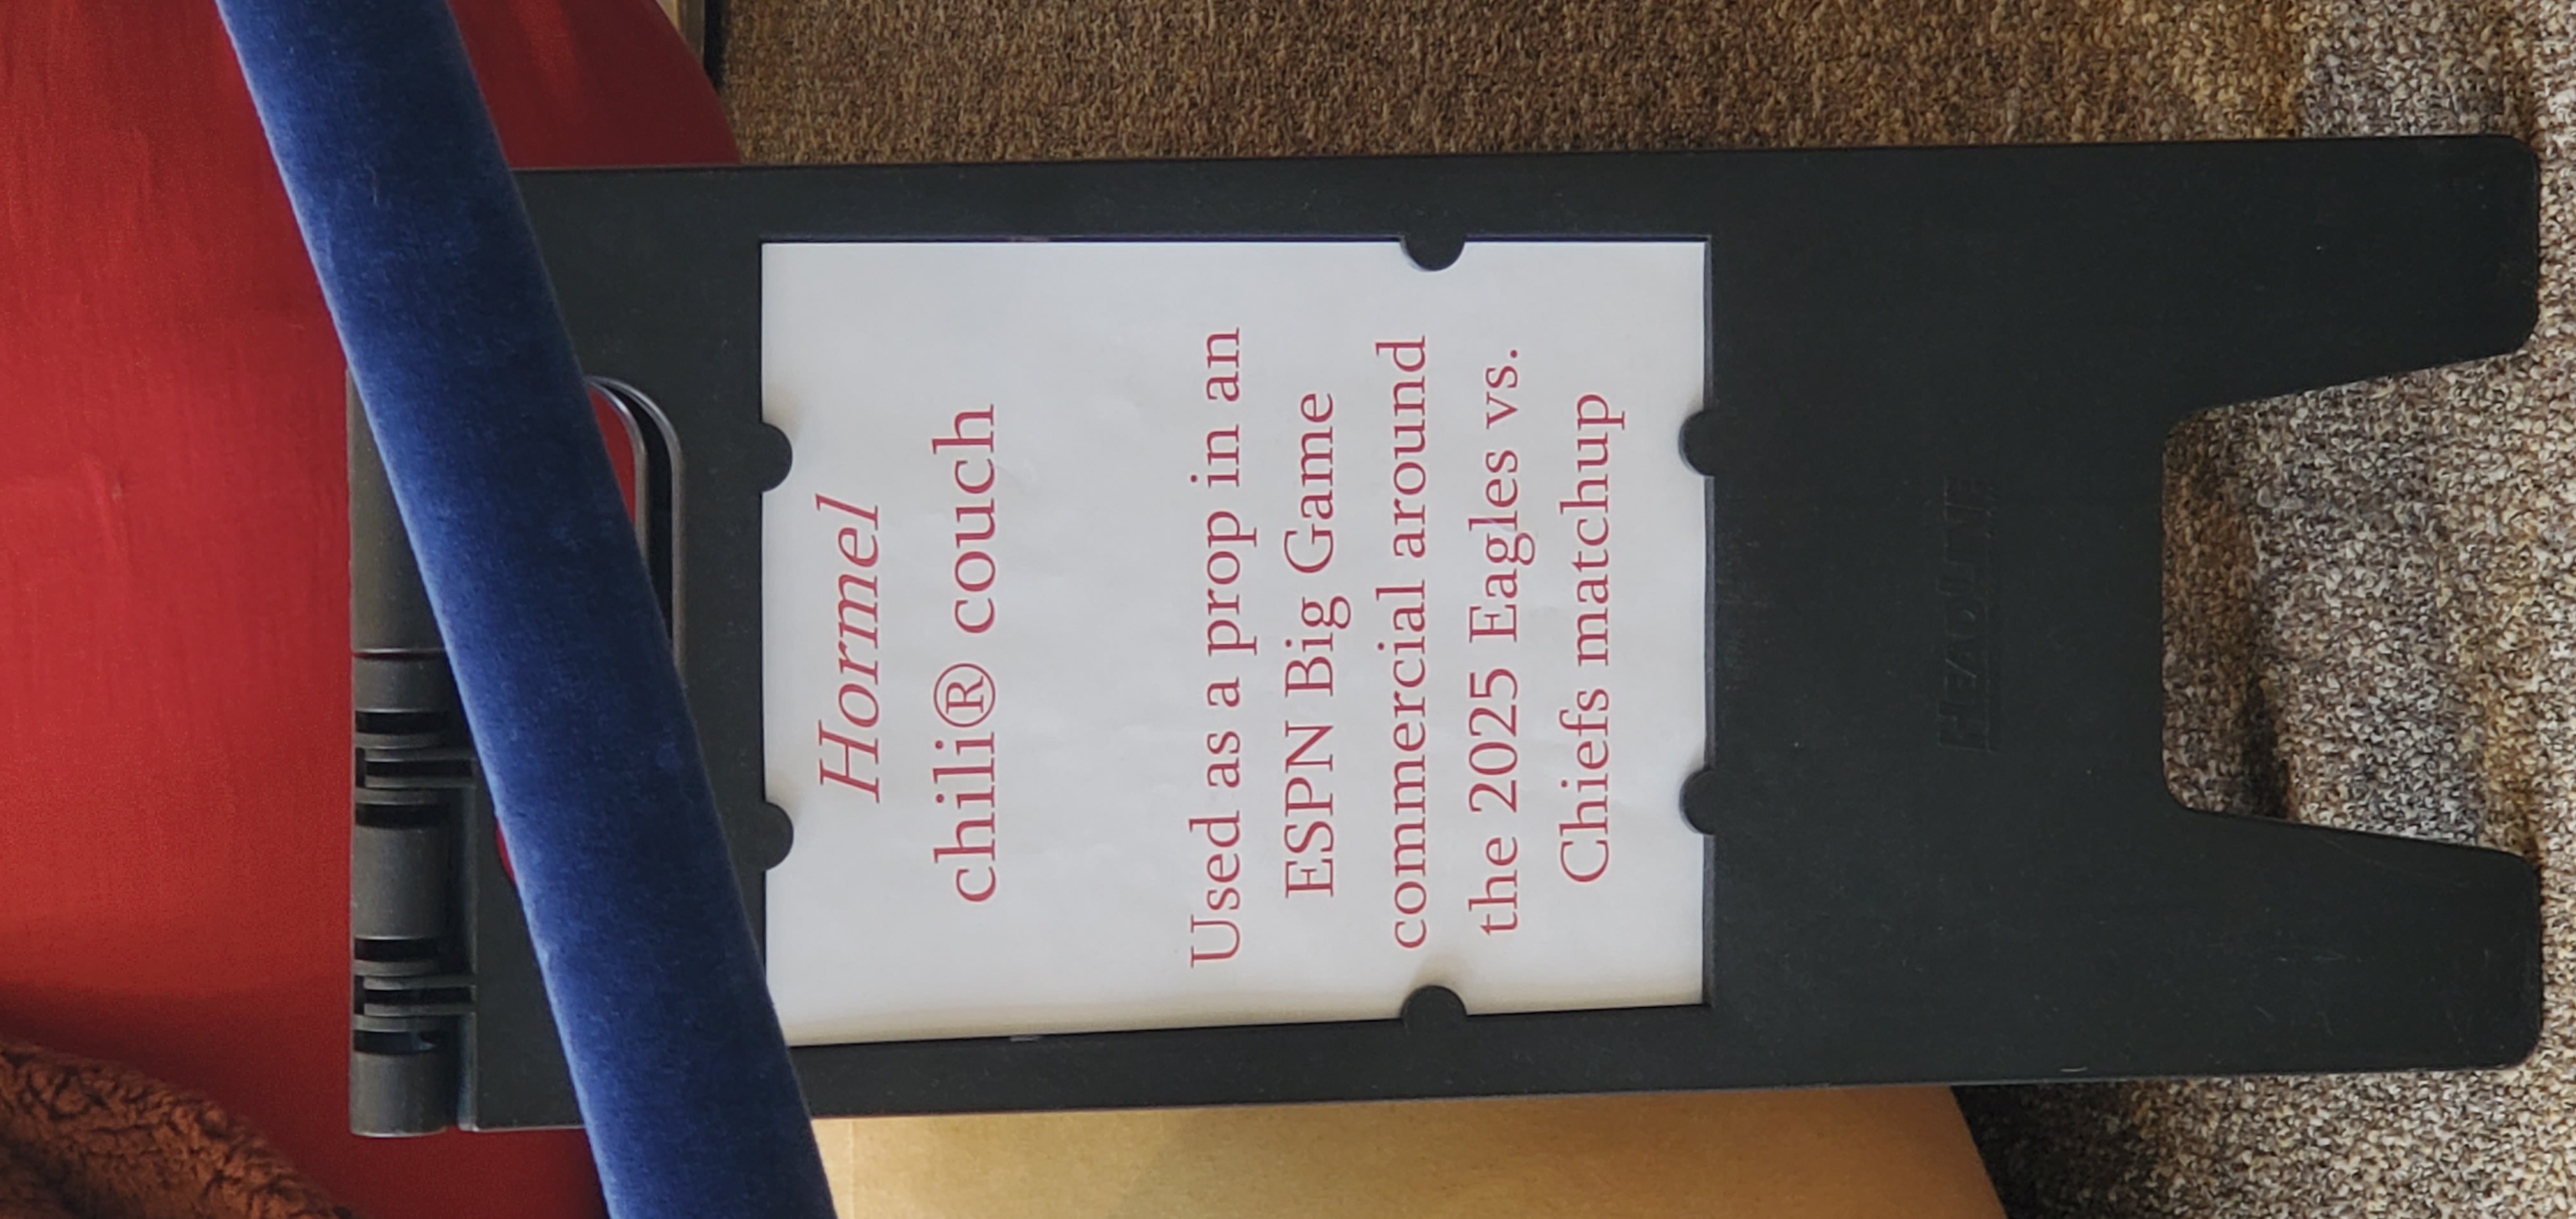 Hormel
chili® couch
Used as a prop in an
ESPN Big Game
commercial around
the 2025 Eagles vs.
Chiefs matchup